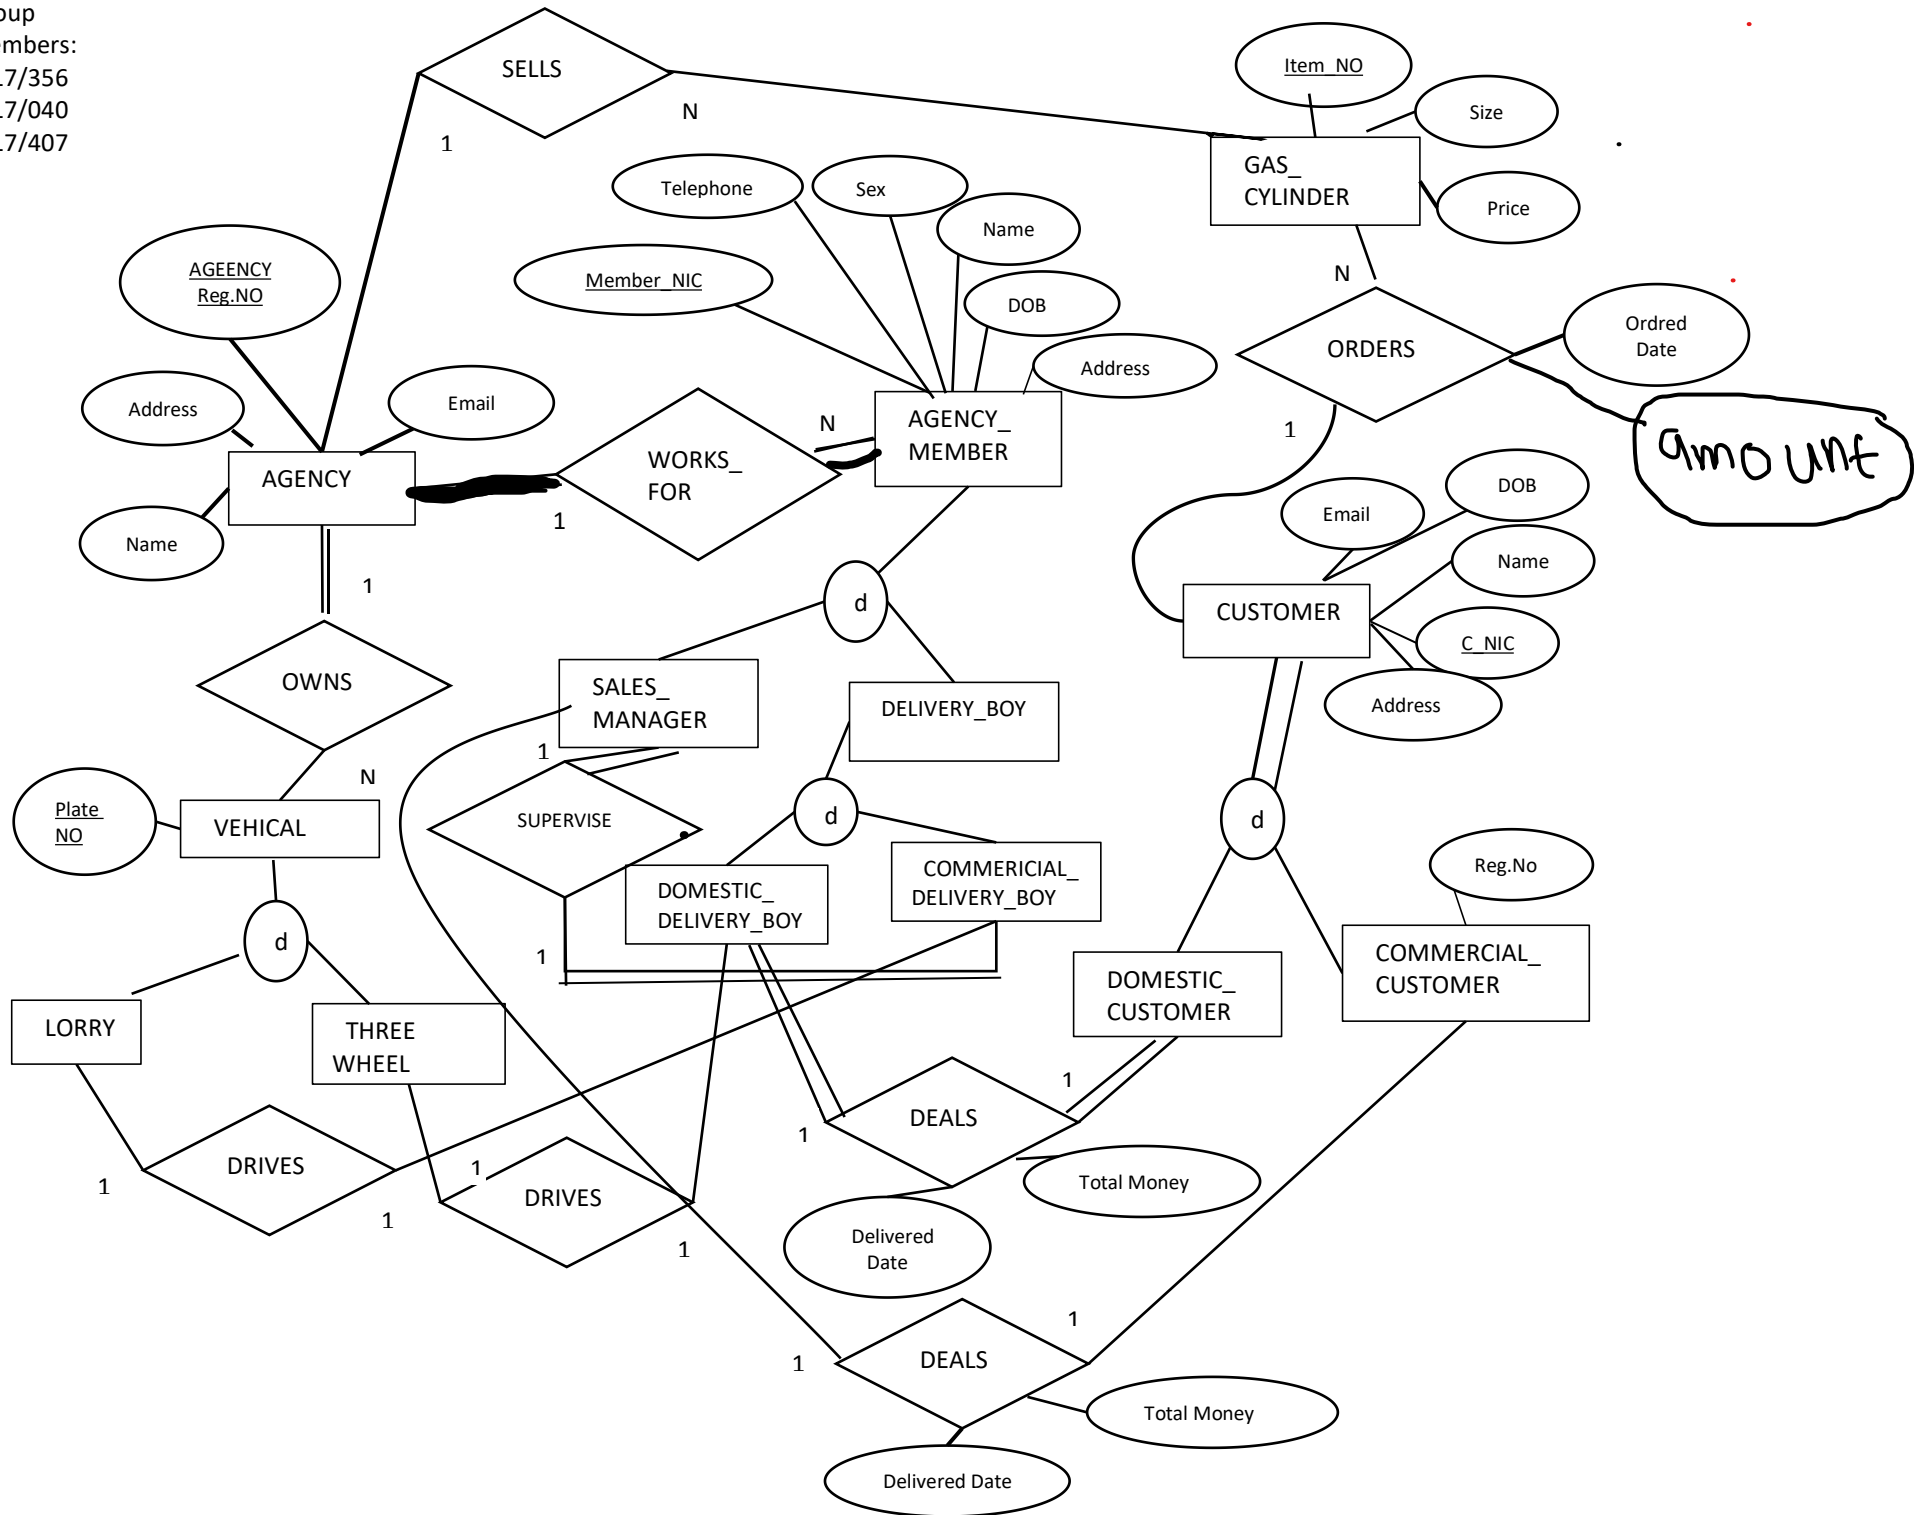 oup
embers:
17/356
17/040
17/407
SELLS
1
N
Item_NO
Size
GAS_
CYLINDER
Price
Telephone
Sex
Name
Member_NIC
DOB
Address
AGEENCY
Reg.NO
Address
Email
AGENCY
Name
1
WORKS_
FOR
N
AGENCY_
MEMBER
N
ORDERS
Ordred
Date
amount
1
Email
DOB
Name
CUSTOMER
C_NIC
Address
1
OWNS
N
d
SALES_
MANAGER
DELIVERY_BOY
1
SUPERVISE
d
d
Plate
NO
VEHICAL
DOMESTIC_
DELIVERY_BOY
COMMERICIAL_
DELIVERY_BOY
Reg.No
1
d
DOMESTIC_
CUSTOMER
COMMERCIAL_
CUSTOMER
LORRY
THREE
WHEEL
DEALS
1
1
DRIVES
1
1
1
DRIVES
1
Total Money
Delivered
Date
1
DEALS
1
Total Money
Delivered Date